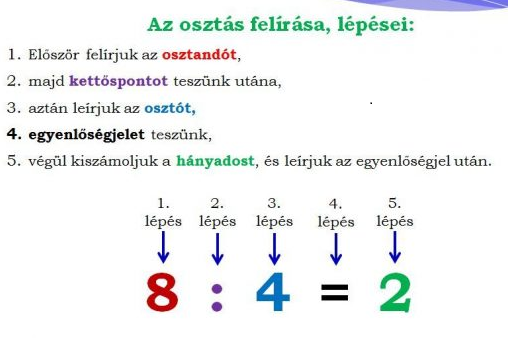 Az osztás felírása, lépései:
1. Először felírjuk az osztandót,
2. majd kettőspontot teszünk utána,
3. aztán leírjuk az osztót,
4. egyenlőségjelet teszünk,
5. végül kiszámoljuk a hányadost, és leírjuk az egyenlőségjel után.
1. 2. 3. 4. 5.
lépés lépés lépés lépés lépés
8 : 4 = 2